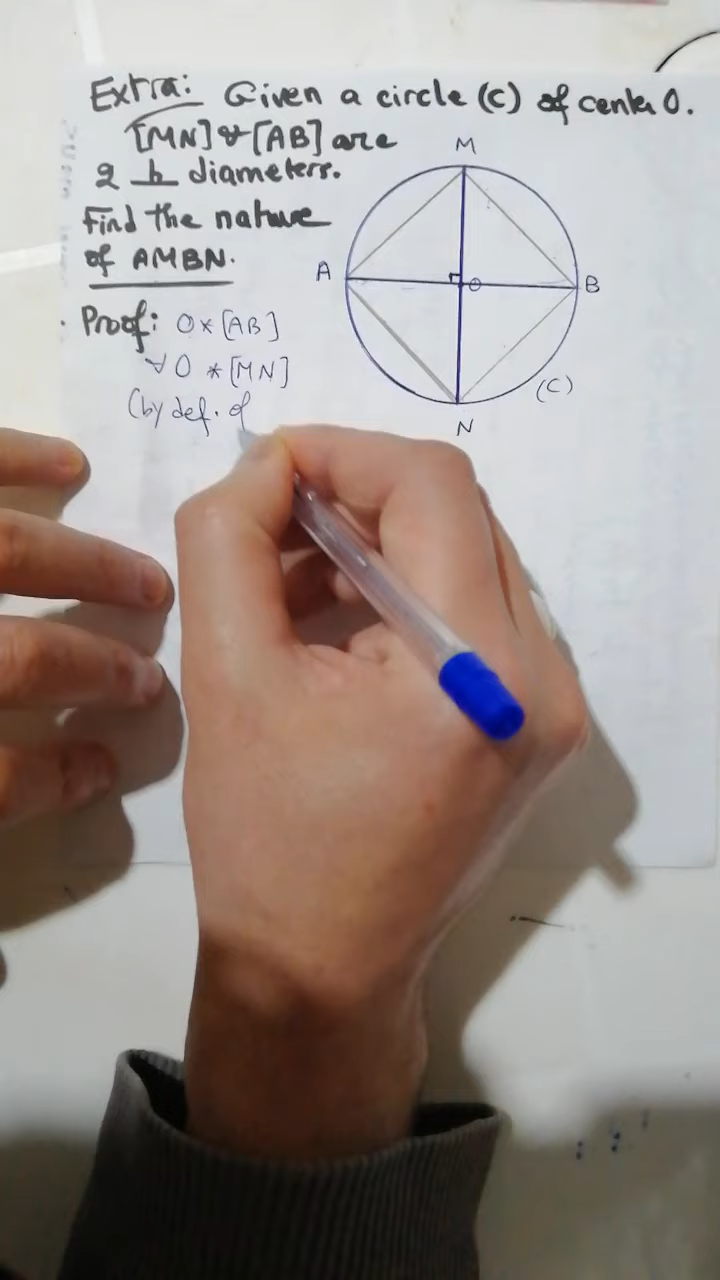 Extra: Given a circle (C) of center O.
[MN] & [AB] are
2 h diameters.
Find the nature
of AMBN.
. Proof: O * [AB]
& O * [MN]
(by def. of
M
A
O
B
(C)
N